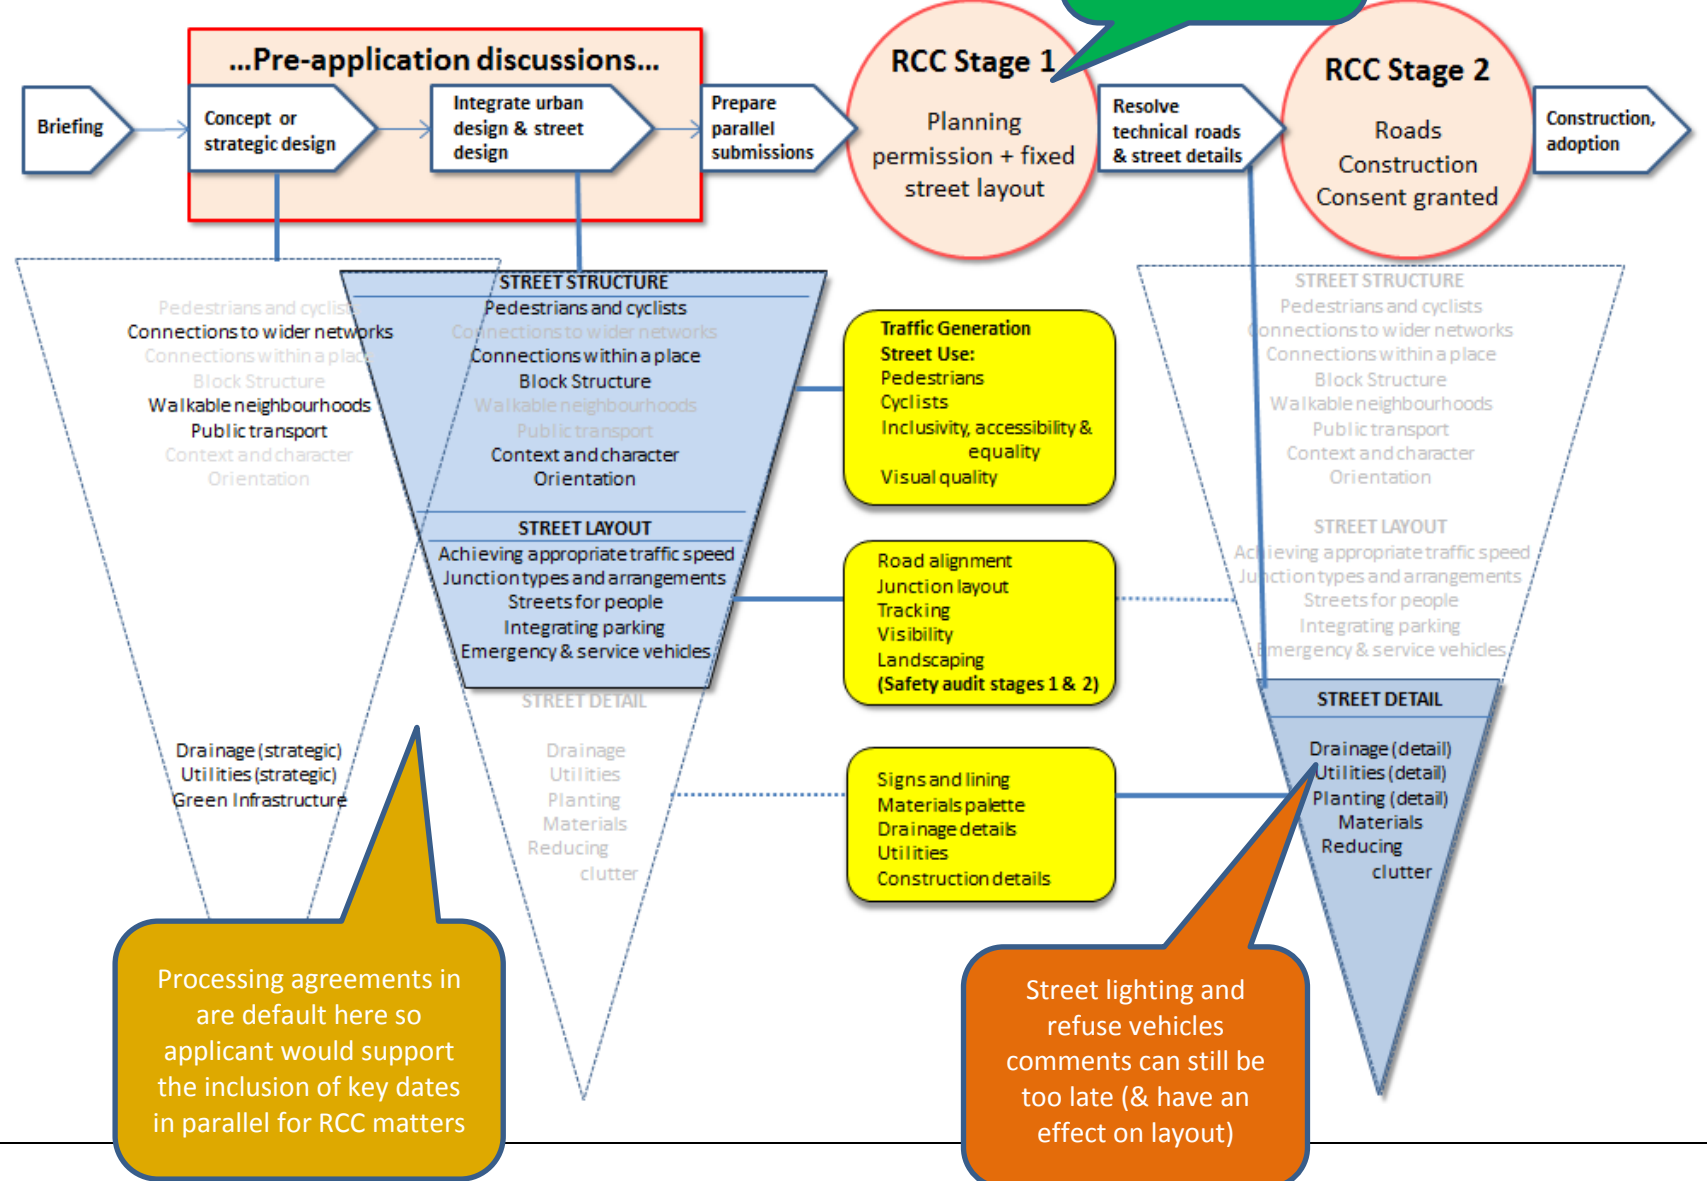 ...Pre-application discussions...
Briefing
Concept or
strategic design
Integrate urban
design & street
design
Prepare
parallel
submissions
RCC Stage 1
Planning
permission + fixed
street layout
Resolve
technical roads
& street details
RCC Stage 2
Roads
Construction
Consent granted
Construction,
adoption
Pedestrians and cyclists
Connections to wider networks
Connections within a place
Block Structure
Walkable neighbourhoods
Public transport
Context and character
Orientation
Drainage (strategic)
Utilities (strategic)
Green Infrastructure
STREET STRUCTURE
Pedestrians and cyclists
Connections to wider networks
Connections within a place
Block Structure
Walkable neighbourhoods
Public transport
Context and character
Orientation
STREET LAYOUT
Achieving appropriate traffic speed
Junction types and arrangements
Streets for people
Integrating parking
Emergency & service vehicles
STREET DETAIL
Drainage
Utilities
Planting
Materials
Reducing
clutter
Traffic Generation
Street Use:
Pedestrians
Cyclists
Inclusivity, accessibility &
equality
Visual quality
Road alignment
Junction layout
Tracking
Visibility
Landscaping
(Safety audit stages 1 & 2)
Signs and lining
Materials palette
Drainage details
Utilities
Construction details
STREET STRUCTURE
Pedestrians and cyclists
Connections to wider networks
Connections within a place
Block Structure
Walkable neighbourhoods
Public transport
Context and character
Orientation
STREET LAYOUT
Achieving appropriate traffic speed
Junction types and arrangements
Streets for people
Integrating parking
Emergency & service vehicles
STREET DETAIL
Drainage (detail)
Utilities (detail)
Planting (detail)
Materials
Reducing
clutter
Processing agreements in
are default here so
applicant would support
the inclusion of key dates
in parallel for RCC matters
Street lighting and
refuse vehicles
comments can still be
too late (& have an
effect on layout)